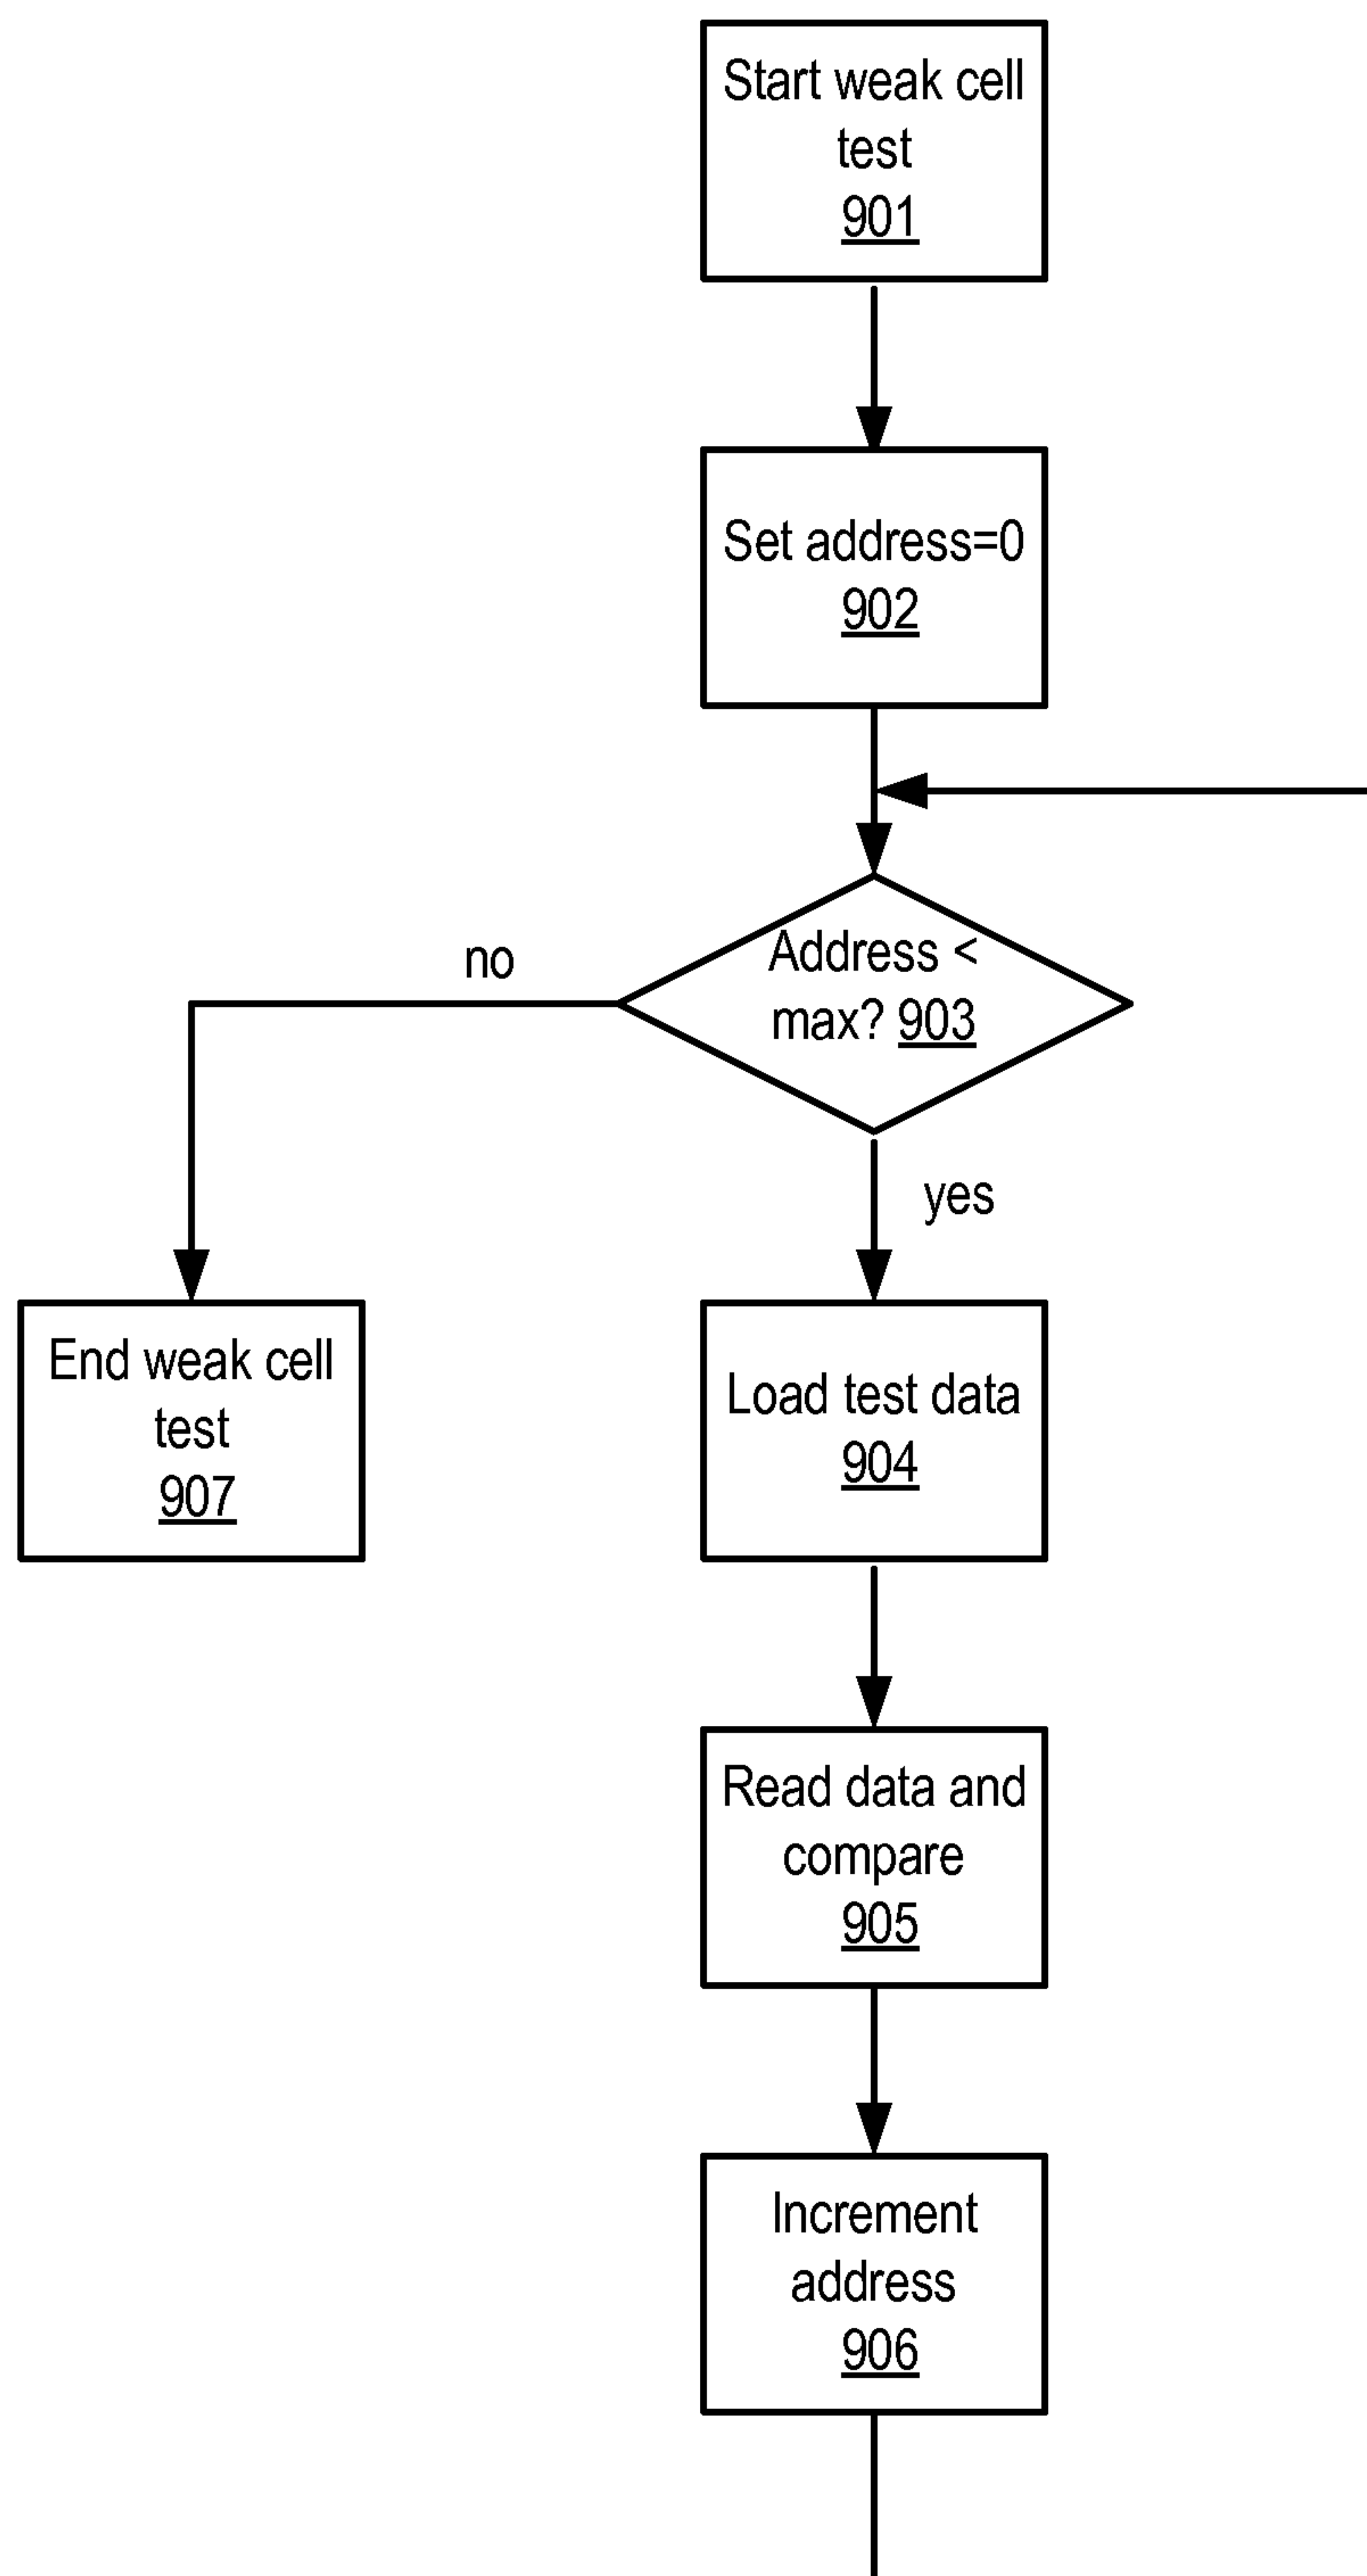 Start weak cell
test
901
Set address=0
902
Address <
max? 903
no
yes
End weak cell
test
907
Load test data
904
Read data and
compare
905
Increment
address
906